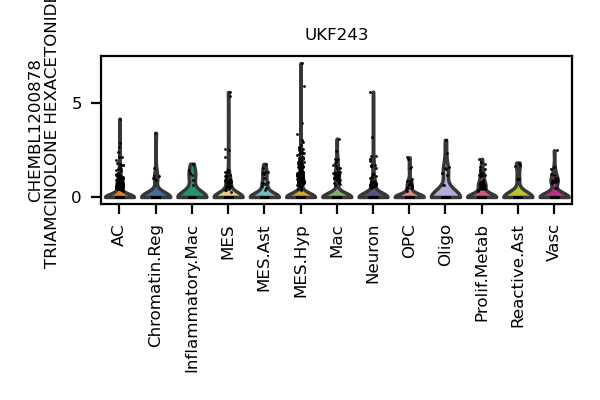 UKF243
CHEMBL1200878
TRIAMCINOLONE HEXACETONIDE
5
0
AC
Chromatin.Reg
Inflammatory.Mac
MES
MES.Ast
MES.Hyp
Mac
Neuron
OPC
Oligo
Prolif.Metab
Reactive.Ast
Vasc